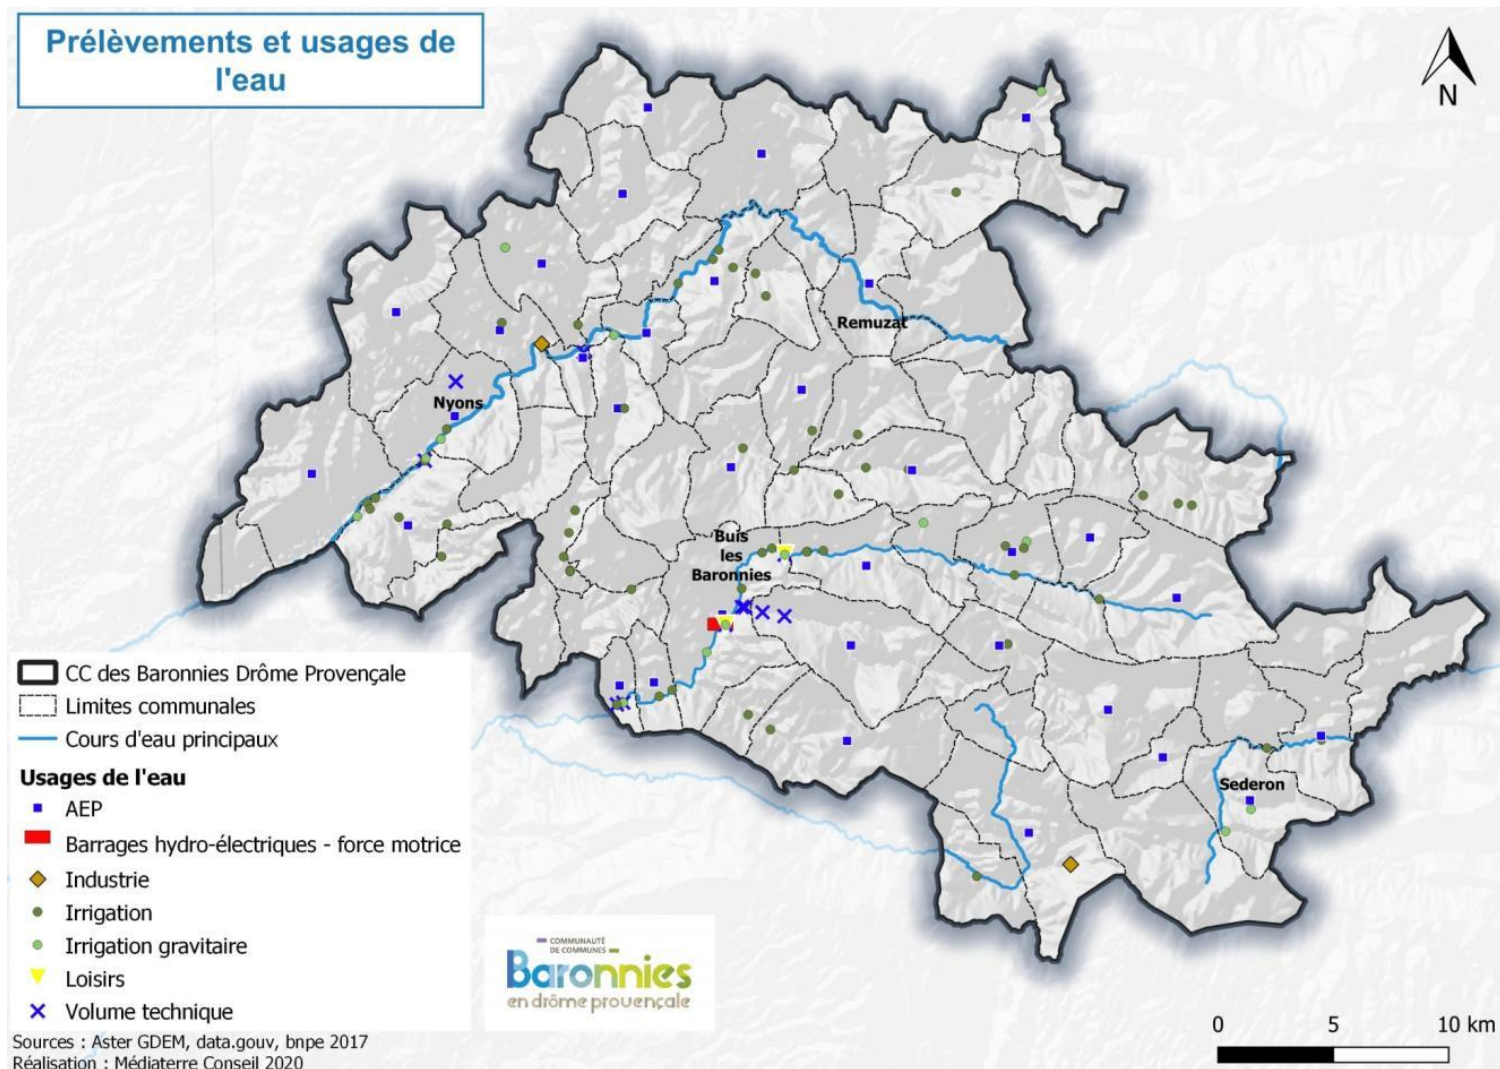 Prélèvements et usages de
l'eau
N
Remuzat
Nyons
Buis
les
Baronnies
Sederon
CC des Baronnies Drôme Provençale
Limites communales
Cours d'eau principaux
Usages de l'eau
AEP
Barrages hydro-électriques - force motrice
Industrie
Irrigation
Irrigation gravitaire
Loisirs
Volume technique
Sources : Aster GDEM, data.gouv, bnpe 2017
Réalisation : Médiaterre Conseil 2020
COMMUNAUTÉ
DE COMMUNES
Baronnies
en drôme provençale
0 5 10 km